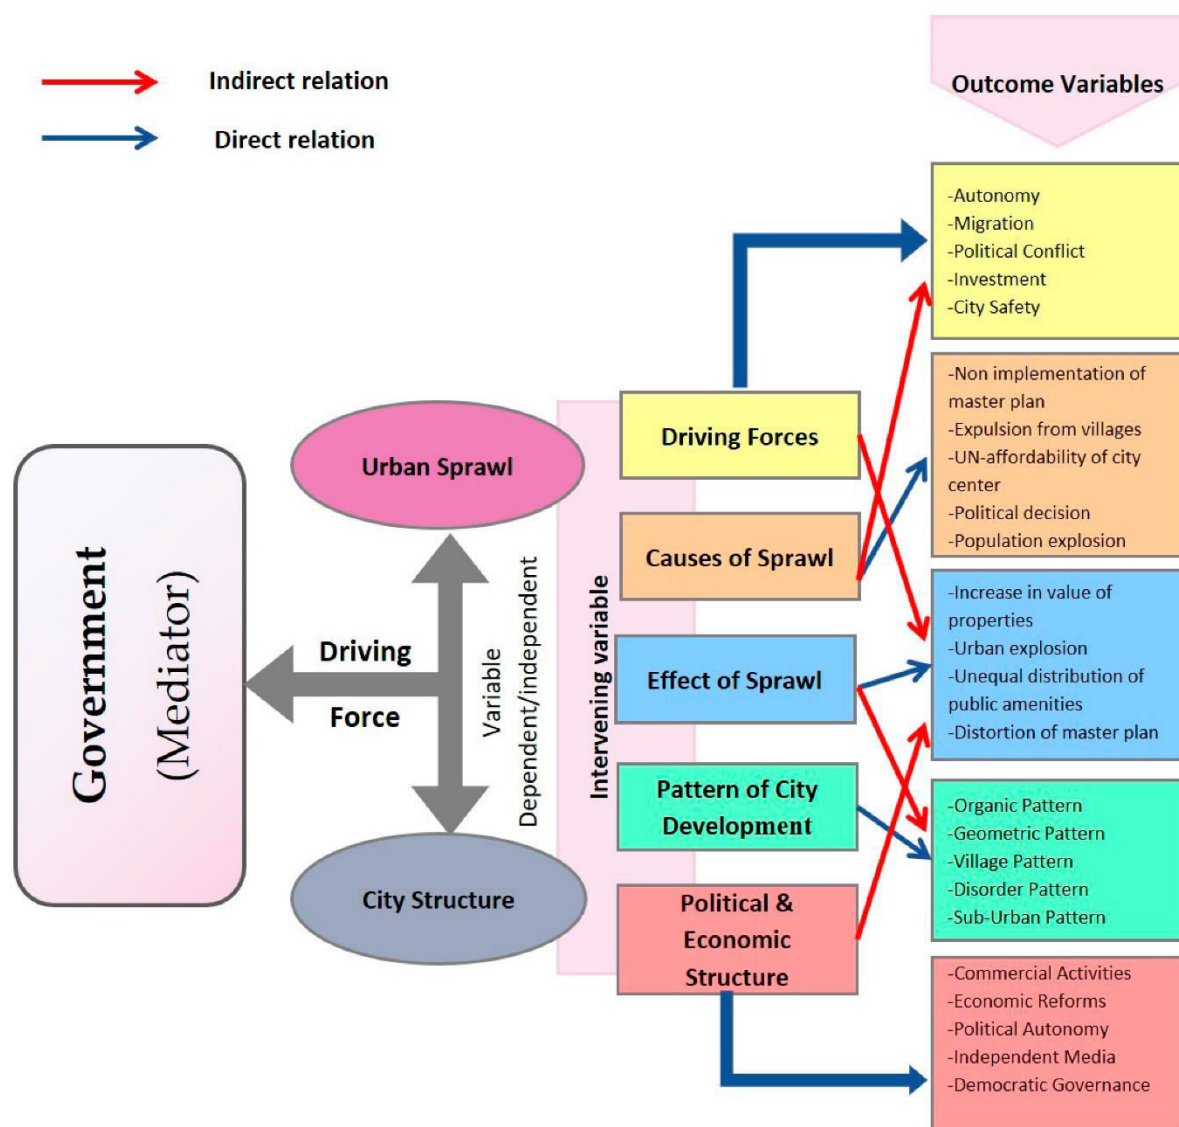 Indirect relation
Direct relation
Outcome Variables
-Autonomy
-Migration
-Political Conflict
-Investment
-City Safety
-Non implementation of
master plan
-Expulsion from villages
-UN-affordability of city
center
-Political decision
-Population explosion
-Increase in value of
properties
-Urban explosion
-Unequal distribution of
public amenities
-Distortion of master plan
-Organic Pattern
-Geometric Pattern
-Village Pattern
-Disorder Pattern
-Sub-Urban Pattern
-Commercial Activities
-Economic Reforms
-Political Autonomy
-Independent Media
-Democratic Governance
Driving Forces
Causes of Sprawl
Effect of Sprawl
Pattern of City
Development
Political &
Economic
Structure
Intervening variable
Urban Sprawl
City Structure
Variable
Dependent/independent
Driving
Force
Government
(Mediator)